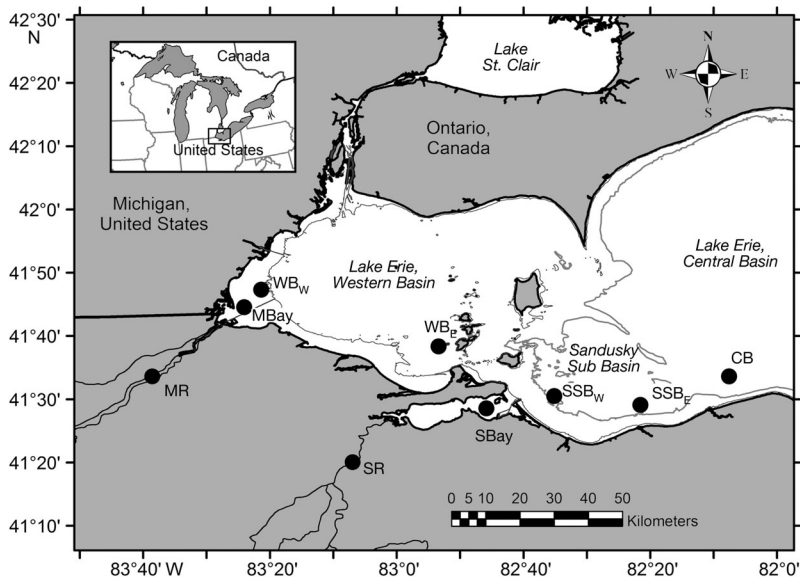 42°30'
N
42°20'
42°10'
42°0'
41°50'
41°40'
41°30'
41°20'
41°10'
Canada
United States
Lake
St. Clair
N
W
E
S
Ontario,
Canada
Michigan,
United States
Lake Erie,
Western Basin
Lake Erie,
Central Basin
WBW
MBay
WBE
Sandusky
Sub Basin
CB
MR
SSBW
SSBE
SBay
SR
0 5 10 20 30 40 50
Kilometers
83°40' W
83°20'
83°0'
82°40'
82°20'
82°0'